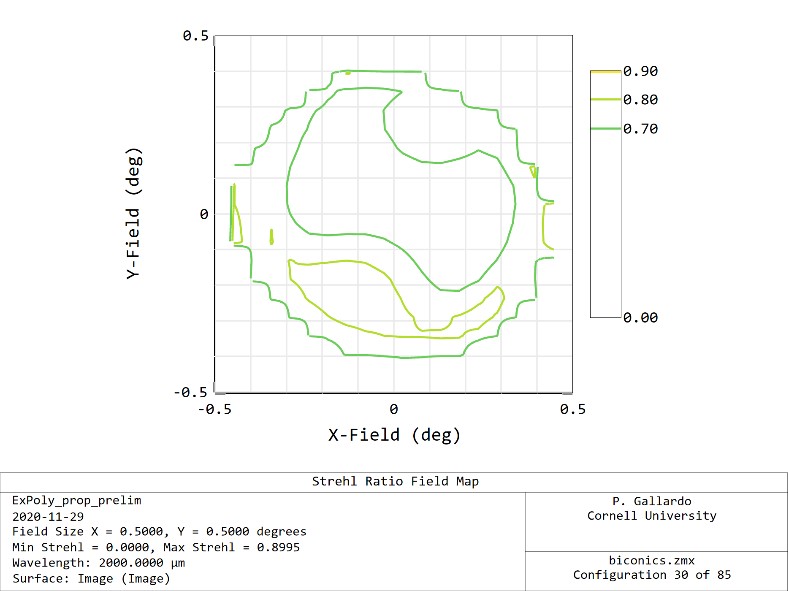 0.5
0
-0.5
Y-Field (deg)
-0.5 0 0.5
X-Field (deg)
0.90
0.80
0.70
0.00
Strehl Ratio Field Map
ExPoly_prop_prelim
2020-11-29
Field Size X = 0.5000, Y = 0.5000 degrees
Min Strehl = 0.0000, Max Strehl = 0.8995
Wavelength: 2000.0000 µm
Surface: Image (Image)
P. Gallardo
Cornell University
biconics.zmx
Configuration 30 of 85